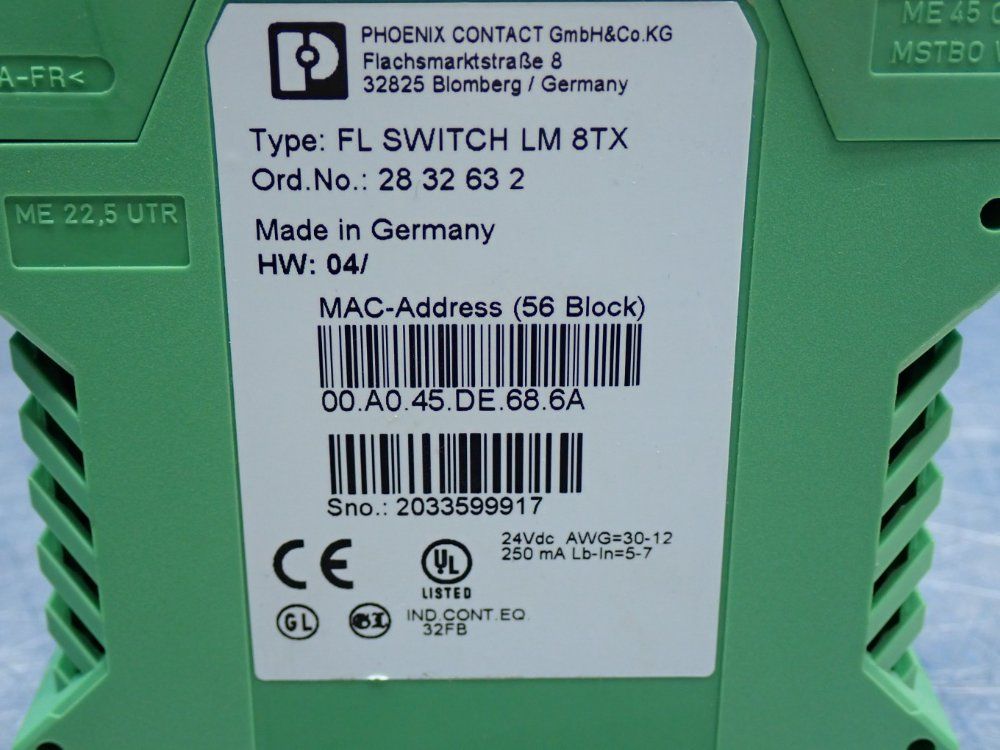 PHOENIX CONTACT GmbH&Co.KG
Flachsmarktstraße 8
32825 Blomberg / Germany
Type: FL SWITCH LM 8TX
Ord.No.: 28 32 63 2
Made in Germany
HW: 04/
MAC-Address (56 Block)
00.A0.45.DE.68.6A
Sno.: 2033599917
CE
UL
LISTED
24Vdc AWG=30-12
250 mA Lb-In=5-7
GL
IND.CONT.EQ
32FB
A-FR<
ME 22,5 UTR
ME 45
MSTBO